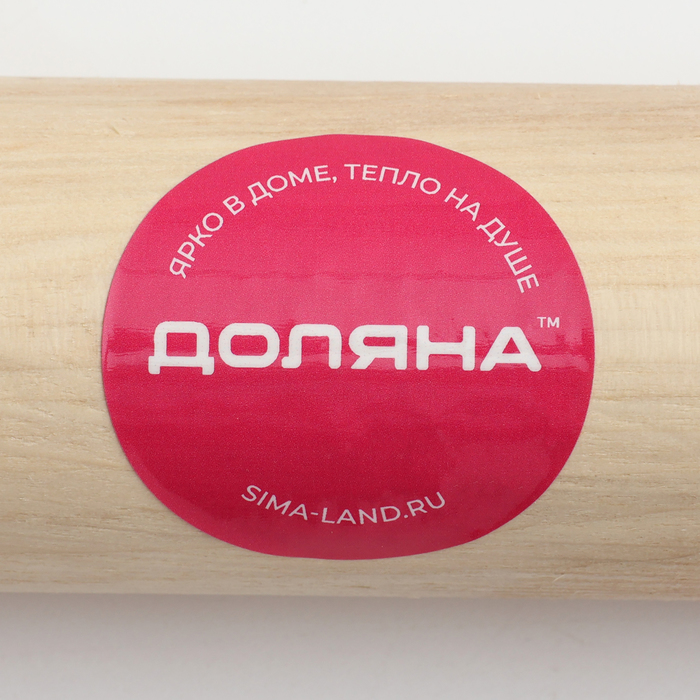 ЯРКО В ДОМЕ, ТЕПЛО НА ДУШЕ
ДОЛЯНА™
SIMA-LAND.RU